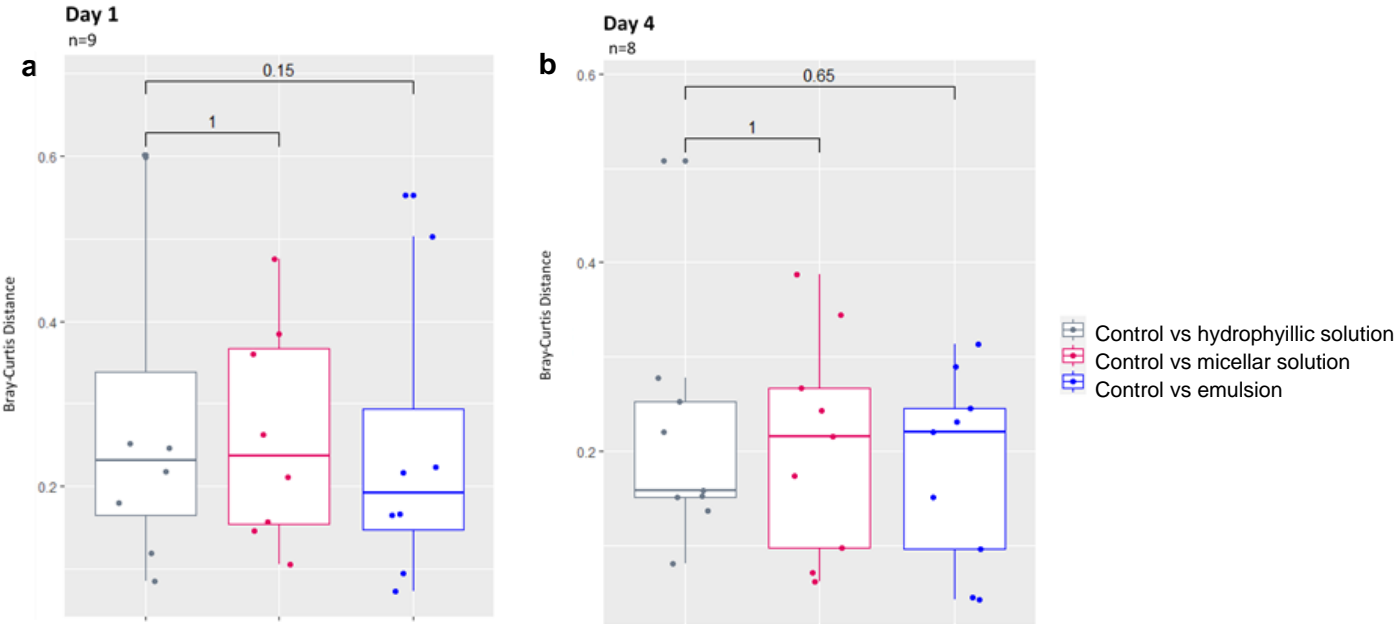 Day 1
n=9
a
0.15
1
0.6
0.4
0.2
Bray-Curtis Distance
Day 4
n=8
b
0.65
1
0.6
0.4
0.2
Bray-Curtis Distance
Control vs hydrophyillic solution
Control vs micellar solution
Control vs emulsion